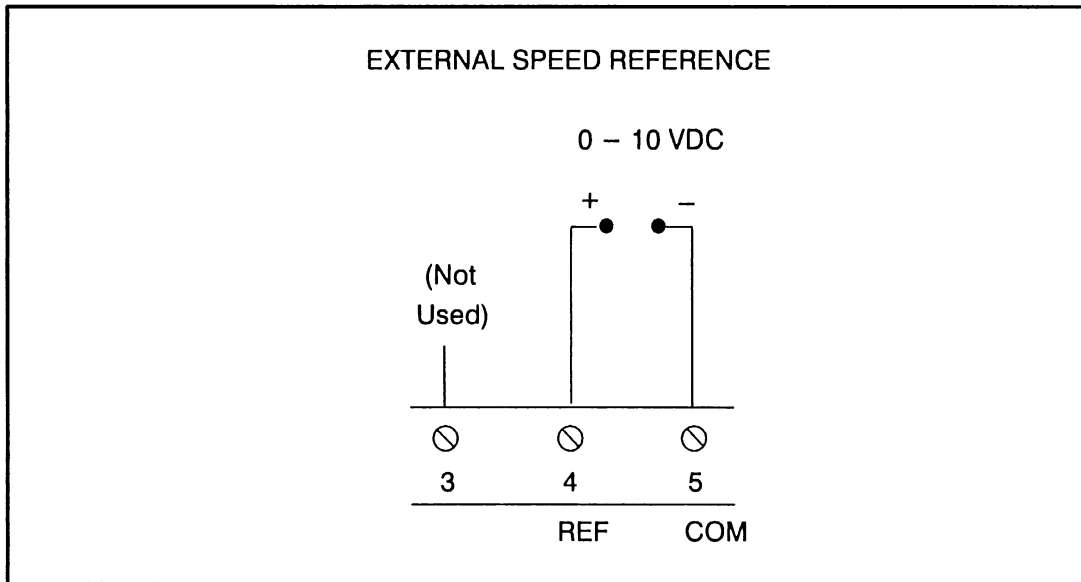 EXTERNAL SPEED REFERENCE
0 – 10 VDC
+ –
(Not
Used)
3 4 5
REF COM